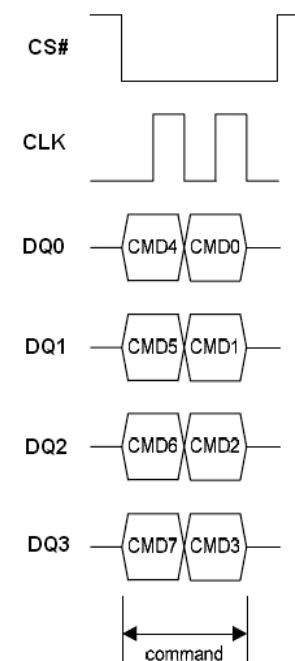 CS#
CLK
DQ0 CMD4 CMD0
DQ1 CMD5 CMD1
DQ2 CMD6 CMD2
DQ3 CMD7 CMD3
command